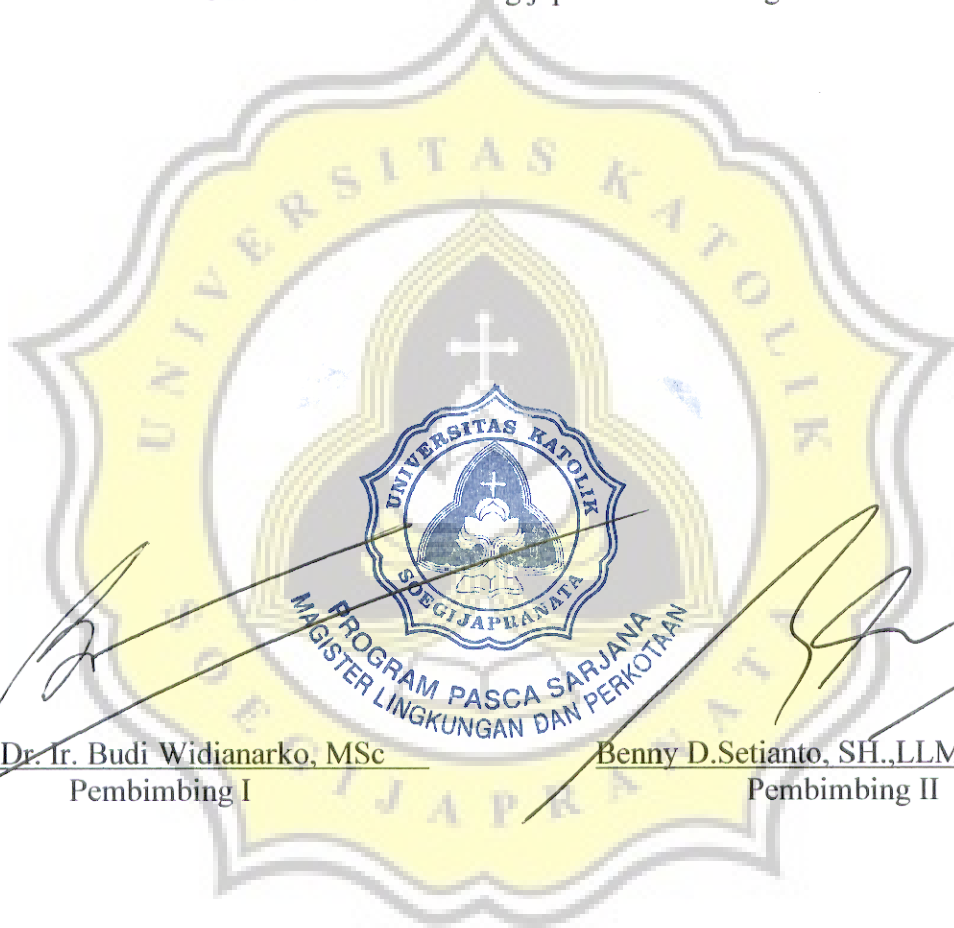 UNIVERSITAS KATOLIK
SOEGIJAPRANATA
UNIVERSITAS KATOLIK
SOEGIJAPRANATA
PROGRAM PASCA SARJANA
MAGISTER LINGKUNGAN DAN PERKOTAAN
Dr. Ir. Budi Widianarko, MSc
Benny D.Setianto, SH.,LLM
Pembimbing I
Pembimbing II